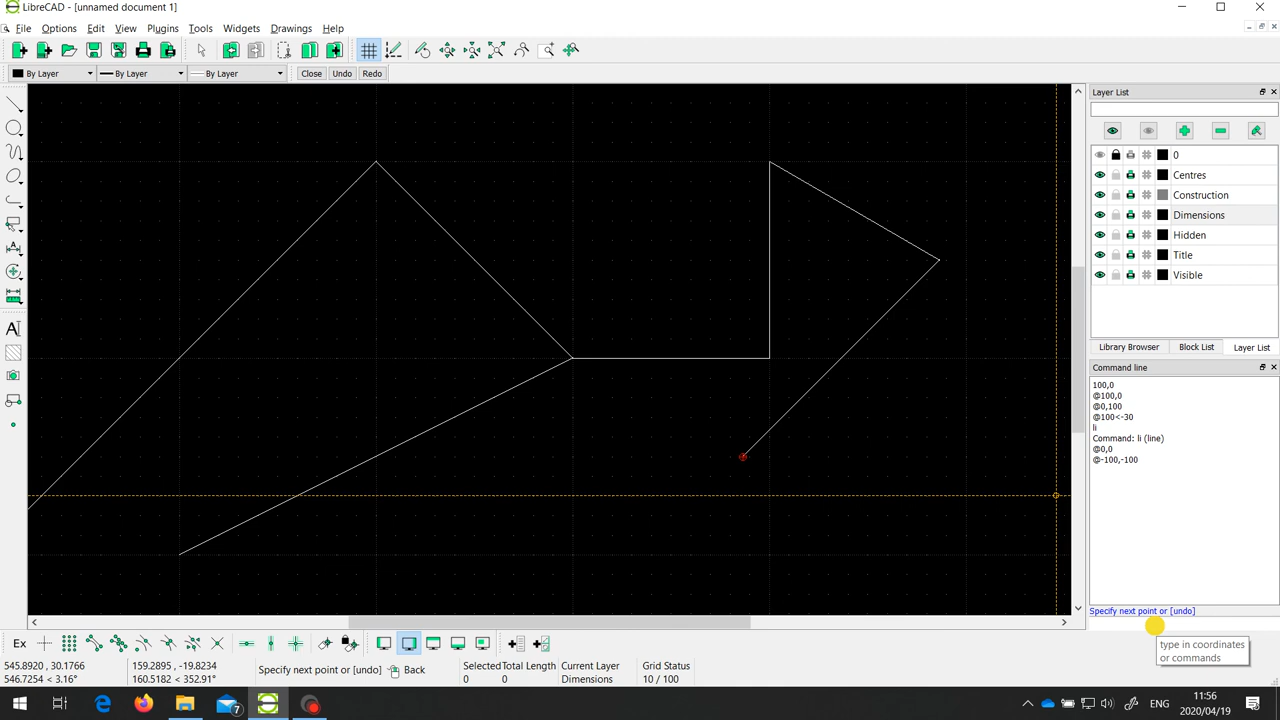 LibreCAD - [unnamed document 1]
File Options Edit View Plugins Tools Widgets Drawings Help
By Layer By Layer By Layer Close Undo Redo
Layer List
0
Centres
Construction
Dimensions
Hidden
Title
Visible
Library Browser Block List Layer List
Command line
100,0
@100,0
@0,100
@100<-30
li
Command: li (line)
@0,0
@-100,-100
Specify next point or [undo]
type in coordinates
or commands
Ex
545.8920, 30.1766
546.7254 < 3.16°
159.2895, -19.8234
160.5182 < 352.91°
Specify next point or [undo] Back
Selected Total Length
0 0
Current Layer
Dimensions
Grid Status
10 / 100
7
ENG
11:56
2020/04/19